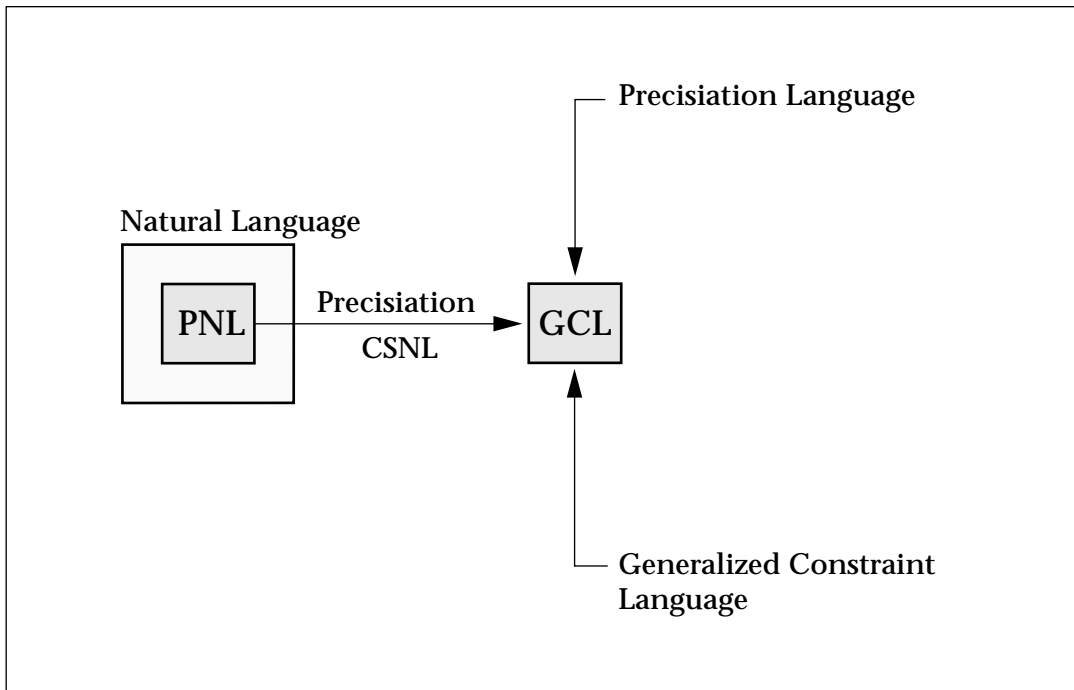 Precisiation Language
Natural Language
PNL
Precisiation
CSNL
GCL
Generalized Constraint
Language